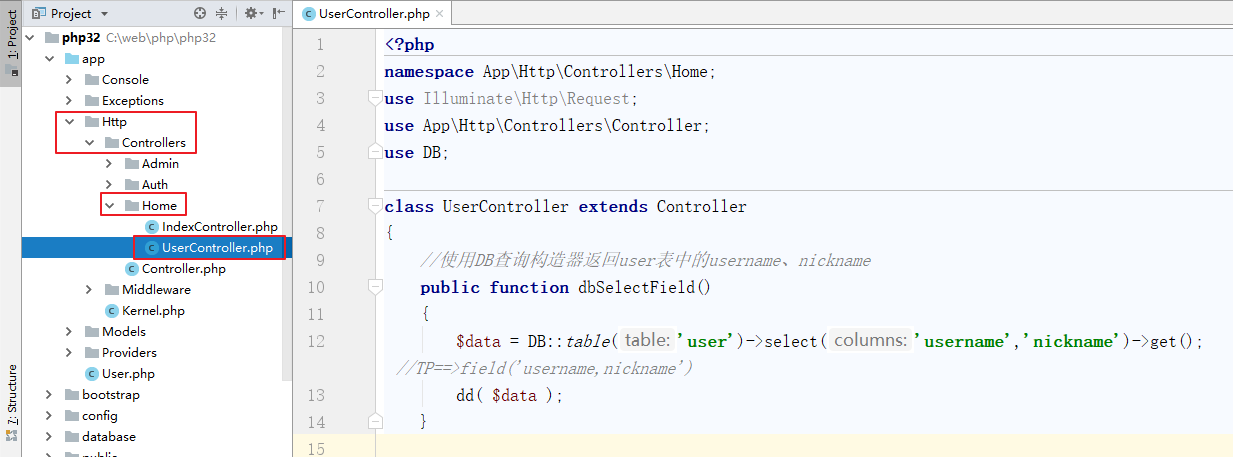 Project
UserController.php
1: Project
php32 C:\web\php\php32
app
Console
Exceptions
Http
Controllers
Admin
Auth
Home
IndexController.php
UserController.php
Controller.php
Middleware
Kernel.php
Models
Providers
User.php
bootstrap
config
database
7: Structure
1 <?php
2 namespace App\Http\Controllers\Home;
3 use Illuminate\Http\Request;
4 use App\Http\Controllers\Controller;
5 use DB;
6
7 class UserController extends Controller
8 {
9 //使用DB查询构造器返回user表中的username、nickname
10 public function dbSelectField()
11 {
12 $data = DB::table( table: 'user')->select( columns: 'username','nickname')->get();
//TP==>field('username,nickname')
13 dd( $data );
14 }
15